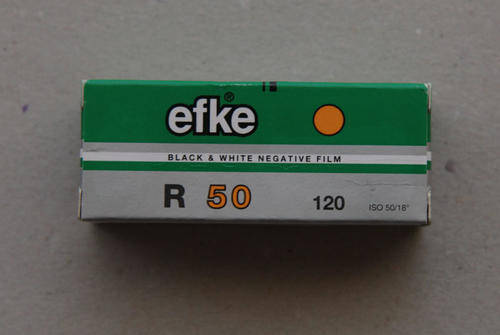 efke®
BLACK & WHITE NEGATIVE FILM
R 50 120 ISO 50/18°